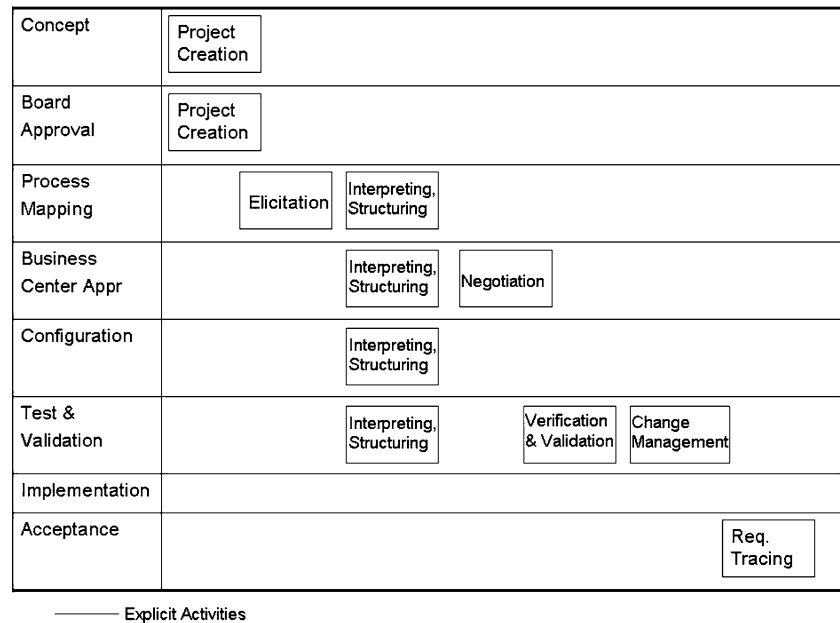 Concept
Project
Creation
Board
Approval
Project
Creation
Process
Mapping
Elicitation
Interpreting,
Structuring
Business
Center Appr
Interpreting,
Structuring
Negotiation
Configuration
Interpreting,
Structuring
Test &
Validation
Interpreting,
Structuring
Verification
& Validation
Change
Management
Implementation
Acceptance
Req.
Tracing
Explicit Activities